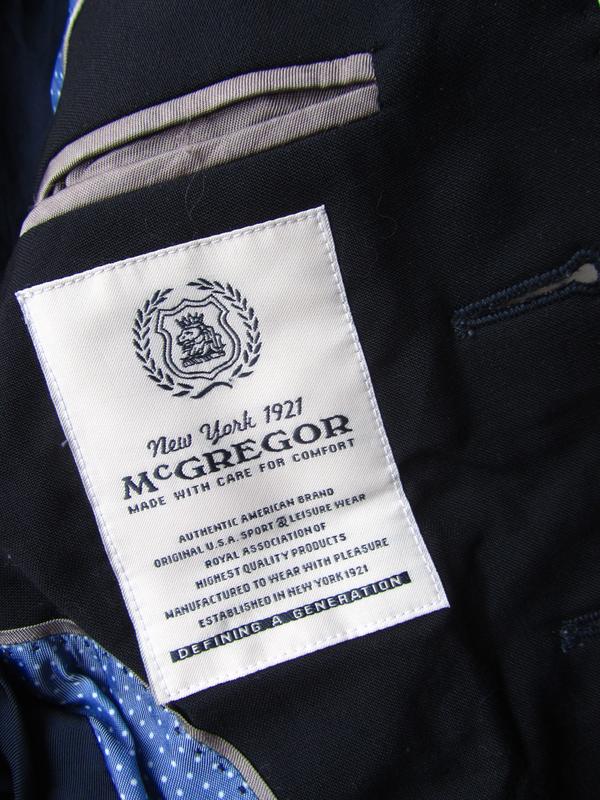 New York 1921
McGREGOR
MADE WITH CARE FOR COMFORT
AUTHENTIC AMERICAN BRAND
ORIGINAL U.S.A. SPORT & LEISURE WEAR
ROYAL ASSOCIATION OF
HIGHEST QUALITY PRODUCTS
MANUFACTURED TO WEAR WITH PLEASURE
ESTABLISHED IN NEW YORK 1921
DEFINING A GENERATION